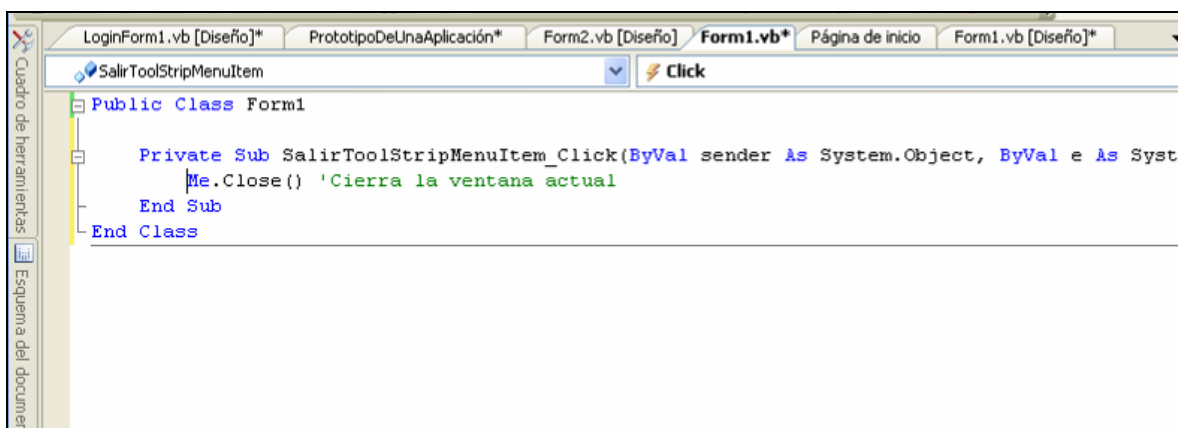 LoginForm1.vb [Diseño]* PrototipoDeUnaAplicación* Form2.vb [Diseño] Form1.vb* Página de inicio Form1.vb [Diseño]*
SalirToolStripMenuItem Click
Public Class Form1
Private Sub SalirToolStripMenuItem_Click(ByVal sender As System.Object, ByVal e As Syst
Me.Close() 'Cierra la ventana actual
End Sub
End Class
Cuadro de herramientas
Esquema del documen